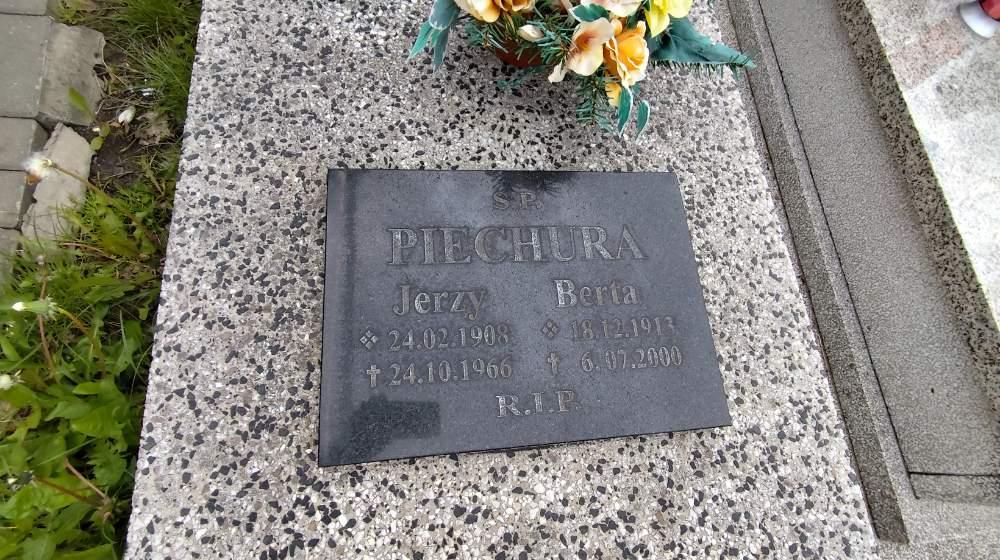 Ś.P.
PIECHURA
Jerzy Berta
24.02.1908 18.12.1913
24.10.1966 6.07.2000
R.I.P.